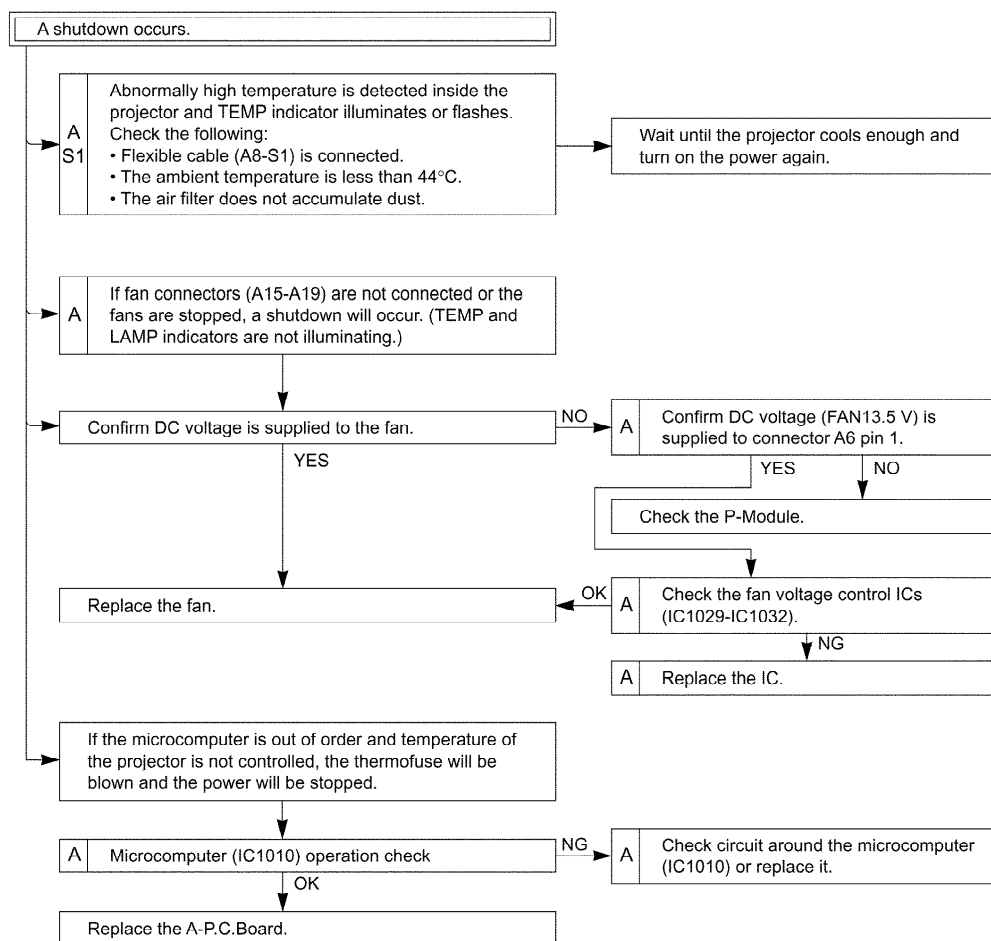 A shutdown occurs.
A
S1
Abnormally high temperature is detected inside the
projector and TEMP indicator illuminates or flashes.
Check the following:
• Flexible cable (A8-S1) is connected.
• The ambient temperature is less than 44°C.
• The air filter does not accumulate dust.
Wait until the projector cools enough and
turn on the power again.
A
If fan connectors (A15-A19) are not connected or the
fans are stopped, a shutdown will occur. (TEMP and
LAMP indicators are not illuminating.)
Confirm DC voltage is supplied to the fan.
NO
A
Confirm DC voltage (FAN13.5 V) is
supplied to connector A6 pin 1.
YES
YES
NO
Check the P-Module.
Replace the fan.
OK
A
Check the fan voltage control ICs
(IC1029-IC1032).
NG
A
Replace the IC.
If the microcomputer is out of order and temperature of
the projector is not controlled, the thermofuse will be
blown and the power will be stopped.
A
Microcomputer (IC1010) operation check
NG
A
Check circuit around the microcomputer
(IC1010) or replace it.
OK
Replace the A-P.C.Board.